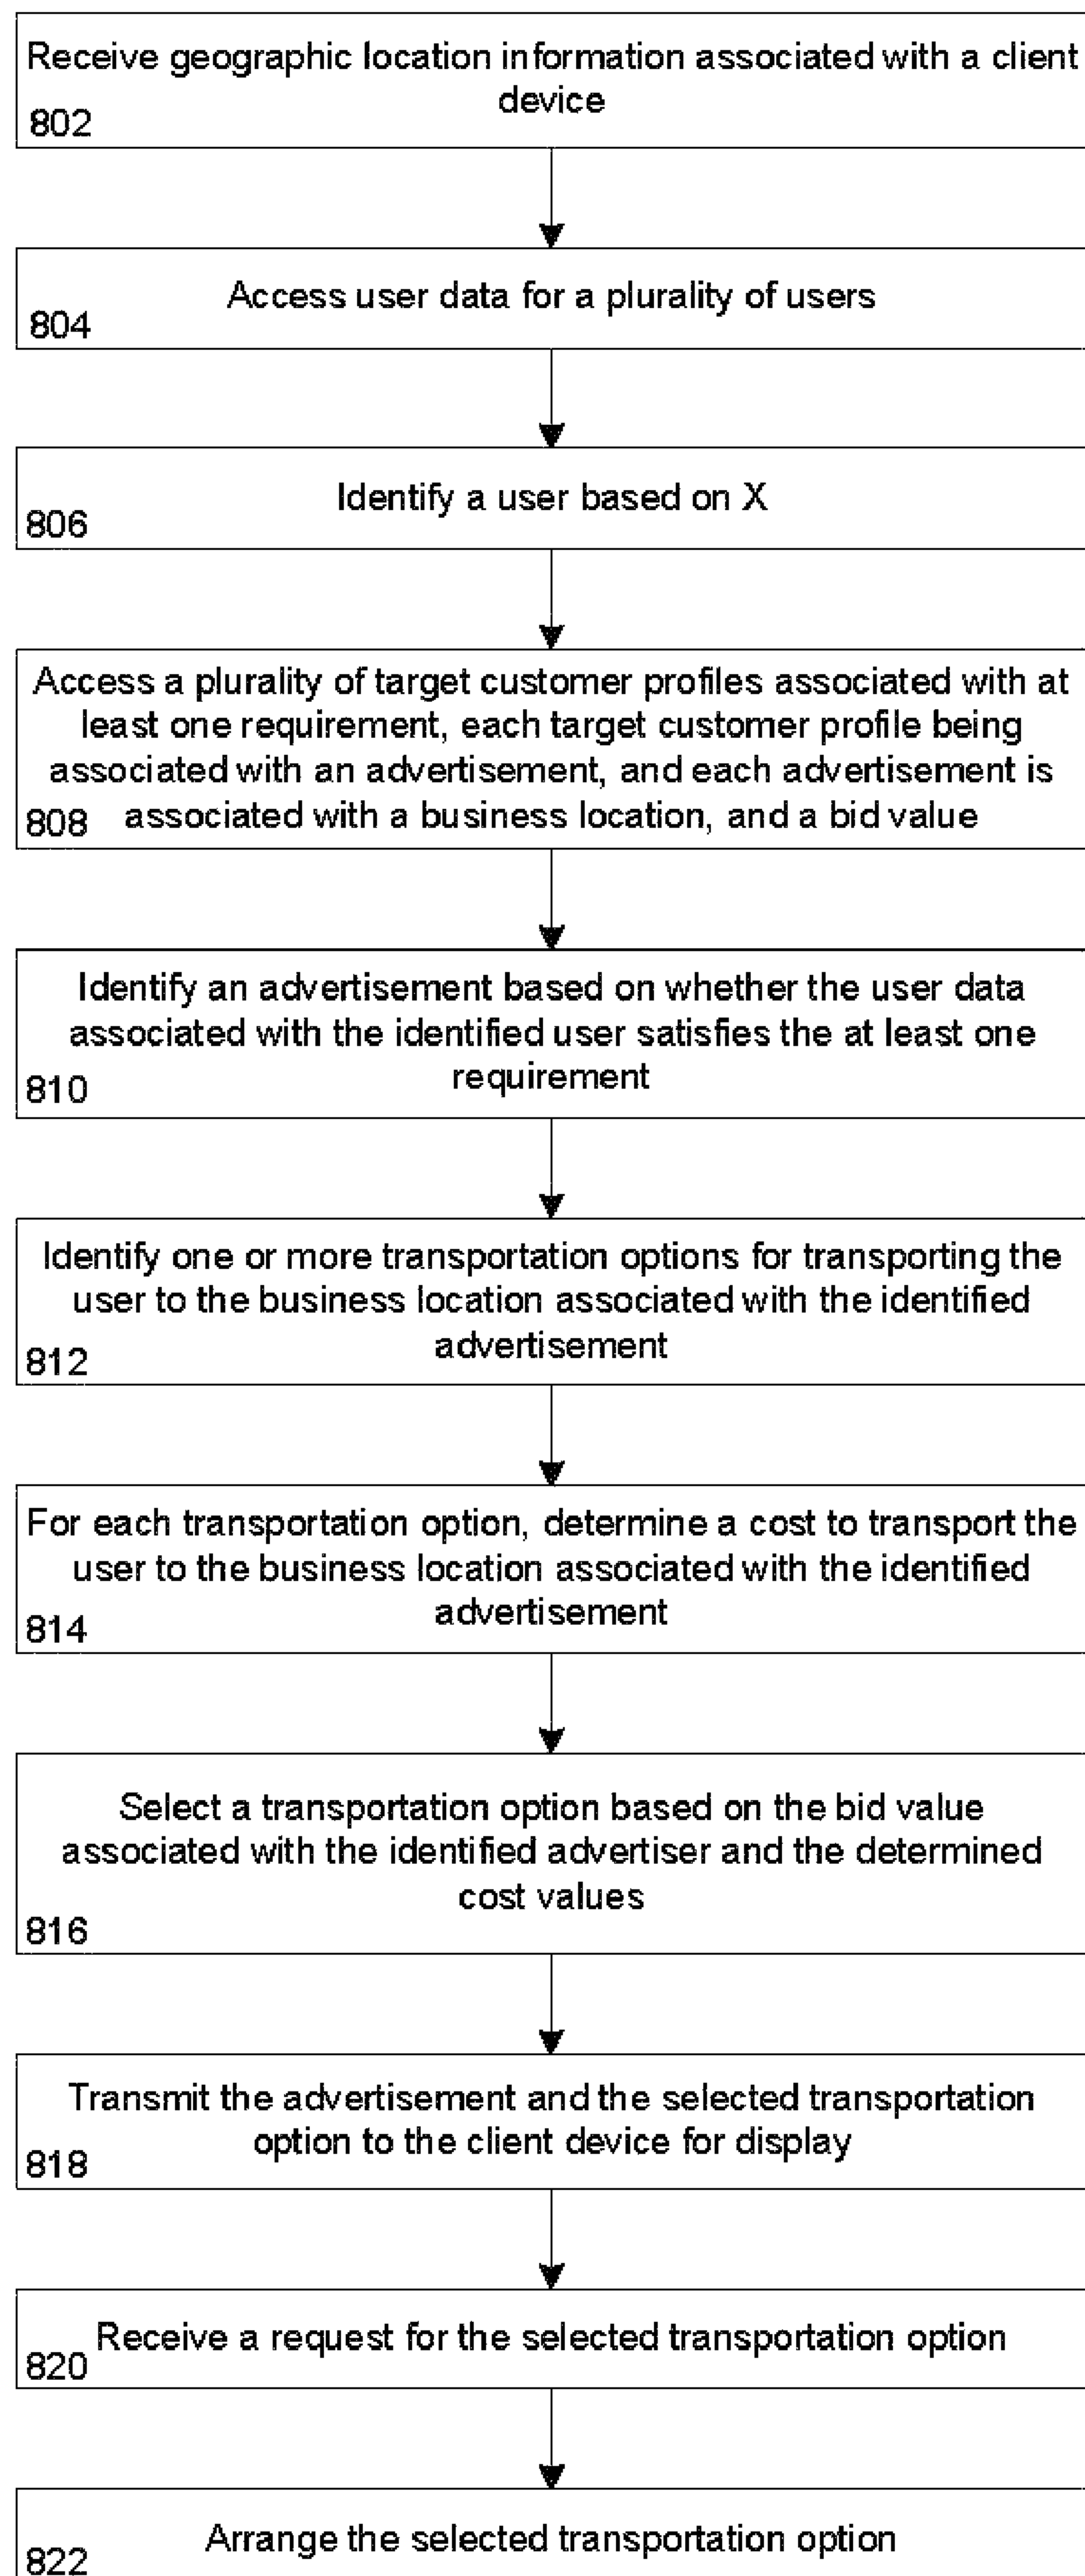 Receive geographic location information associated with a client
device
802
Access user data for a plurality of users
804
Identify a user based on X
806
Access a plurality of target customer profiles associated with at
least one requirement, each target customer profile being
associated with an advertisement, and each advertisement is
808 associated with a business location, and a bid value
Identify an advertisement based on whether the user data
associated with the identified user satisfies the at least one
requirement
810
Identify one or more transportation options for transporting the
user to the business location associated with the identified
advertisement
812
For each transportation option, determine a cost to transport the
user to the business location associated with the identified
advertisement
814
Select a transportation option based on the bid value
associated with the identified advertiser and the determined
cost values
816
Transmit the advertisement and the selected transportation
option to the client device for display
818
Receive a request for the selected transportation option
820
Arrange the selected transportation option
822